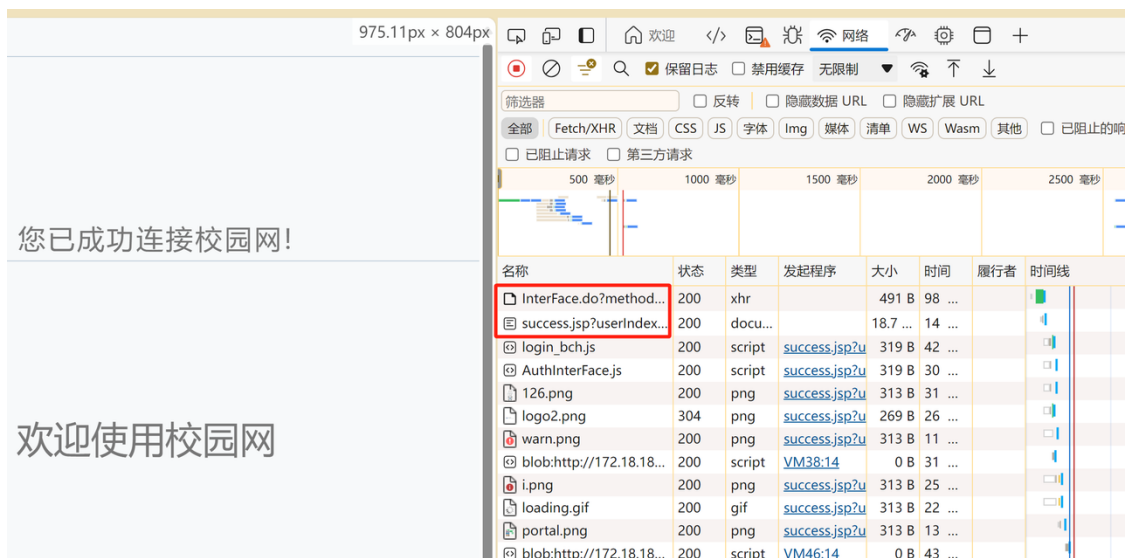 975.11px × 804px
欢迎
网络
保留日志 禁用缓存 无限制
筛选器 反转 隐藏数据 URL 隐藏扩展 URL
全部 Fetch/XHR 文档 CSS JS 字体 Img 媒体 清单 WS Wasm 其他 已阻止的响
已阻止请求 第三方请求
500 毫秒 1000 毫秒 1500 毫秒 2000 毫秒 2500 毫秒
您已成功连接校园网!
欢迎使用校园网
名称 状态 类型 发起程序 大小 时间 履行者 时间线
InterFace.do?method... 200 xhr 491 B 98 ...
success.jsp?userIndex... 200 docu... 18.7 ... 14 ...
login_bch.js 200 script success.jsp?u 319 B 42 ...
AuthInterFace.js 200 script success.jsp?u 319 B 30 ...
126.png 200 png success.jsp?u 313 B 31 ...
logo2.png 304 png success.jsp?u 269 B 26 ...
warn.png 200 png success.jsp?u 313 B 11 ...
blob:http://172.18.18... 200 script VM38:14 0 B 31 ...
i.png 200 png success.jsp?u 313 B 25 ...
loading.gif 200 gif success.jsp?u 313 B 22 ...
portal.png 200 png success.jsp?u 313 B 13 ...
blob:http://172.18.18... 200 script VM46:14 0 B 43 ...